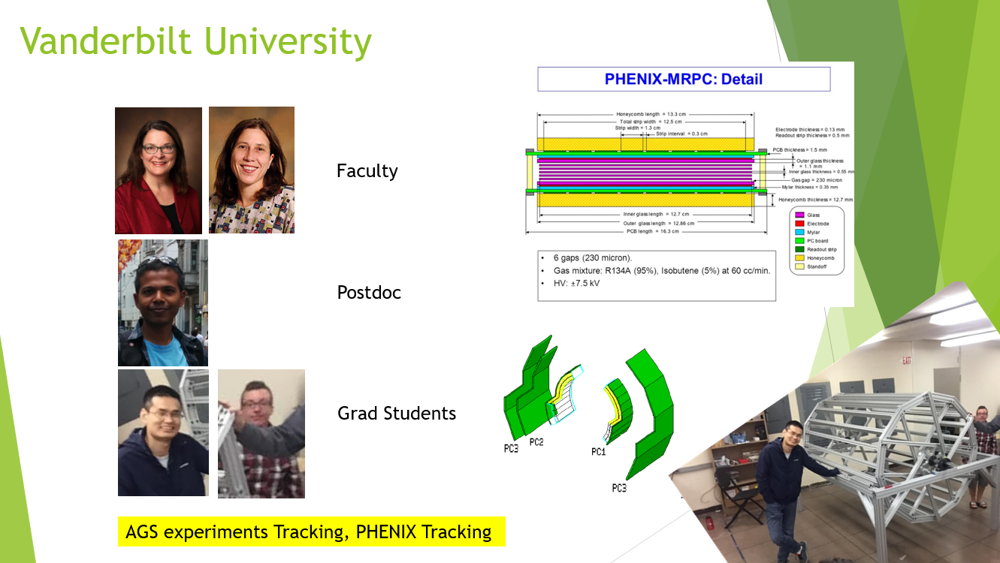 Vanderbilt University
Faculty
Postdoc
Grad Students
AGS experiments Tracking, PHENIX Tracking
PHENIX-MRPC: Detail
Honeycomb length = 13.3 cm
Total strip width = 12.5 cm
Strip width = 1.3 cm
Strip interval = 0.3 cm
Electrode thickness = 0.13 mm
Readout strip thickness = 0.5 mm
PCB thickness = 1.5 mm
Outer glass thickness
= 1.1 mm
Inner glass thickness = 0.55 mm
Gas gap = 230 micron
Mylar thickness = 0.35 mm
Honeycomb thickness = 12.7 mm
Inner glass length = 12.7 cm
Outer glass length = 12.86 cm
PCB length = 16.3 cm
Glass
Electrode
Mylar
PC board
Readout strip
Honeycomb
Standoff
• 6 gaps (230 micron).
• Gas mixture: R134A (95%), Isobutene (5%) at 60 cc/min.
• HV: ±7.5 kV
PC3
PC2
PC1
PC3